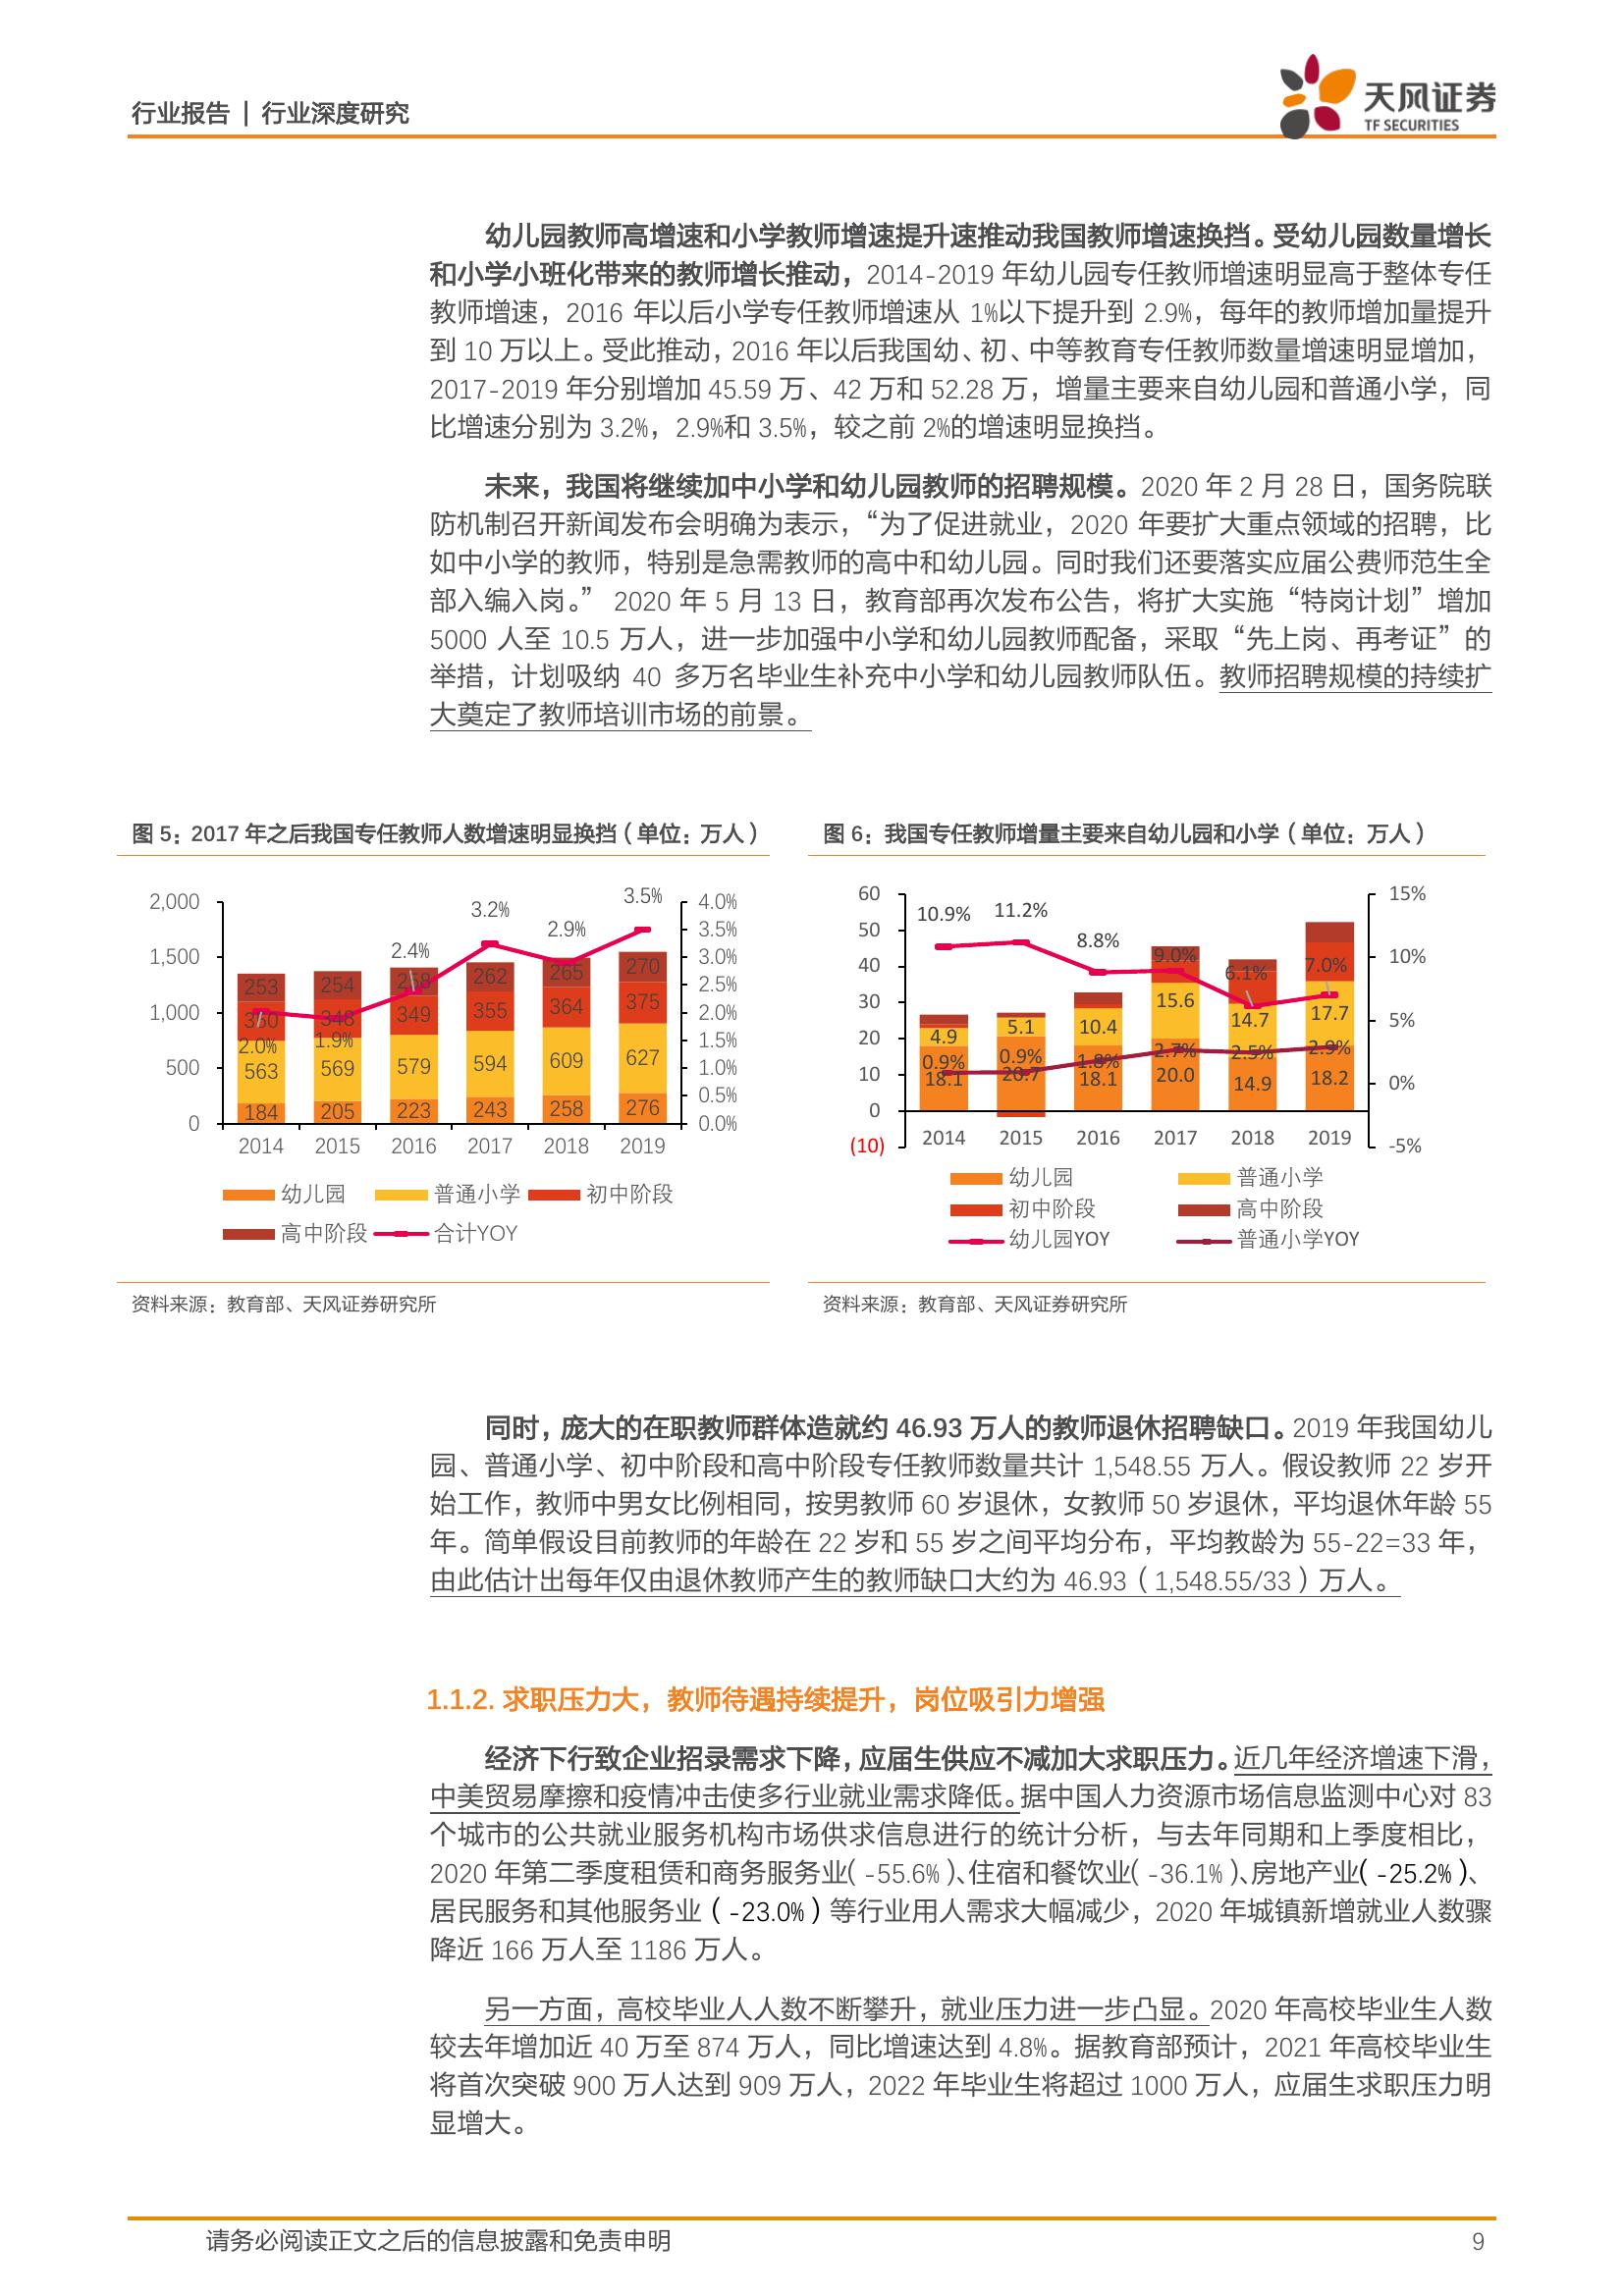 行业报告 | 行业深度研究
天风证券
TF SECURITIES
幼儿园教师高增速和小学教师增速提升速推动我国教师增速换挡。受幼儿园数量增长
和小学小班化带来的教师增长推动，2014-2019 年幼儿园专任教师增速明显高于整体专任
教师增速，2016 年以后小学专任教师增速从 1%以下提升到 2.9%，每年的教师增加量提升
到 10 万以上。受此推动，2016 年以后我国幼、初、中等教育专任教师数量增速明显增加，
2017-2019 年分别增加 45.59 万、42 万和 52.28 万，增量主要来自幼儿园和普通小学，同
比增速分别为 3.2%，2.9%和 3.5%，较之前 2%的增速明显换挡。
未来，我国将继续加中小学和幼儿园教师的招聘规模。2020 年 2 月 28 日，国务院联
防机制召开新闻发布会明确为表示，“为了促进就业，2020 年要扩大重点领域的招聘，比
如中小学的教师，特别是急需教师的高中和幼儿园。同时我们还要落实应届公费师范生全
部入编入岗。” 2020 年 5 月 13 日，教育部再次发布公告，将扩大实施“特岗计划”增加
5000 人至 10.5 万人，进一步加强中小学和幼儿园教师配备，采取“先上岗、再考证”的
举措，计划吸纳 40 多万名毕业生补充中小学和幼儿园教师队伍。教师招聘规模的持续扩
大奠定了教师培训市场的前景。
图 5：2017 年之后我国专任教师人数增速明显换挡（单位：万人）
2,000
1,500
1,000
500
0
4.0%
3.5%
3.0%
2.5%
2.0%
1.5%
1.0%
0.5%
0.0%
2.0%
1.9%
2.4%
3.2%
2.9%
3.5%
253 254 258 262 265 270
350 348 349 355 364 375
563 569 579 594 609 627
184 205 223 243 258 276
2014 2015 2016 2017 2018 2019
幼儿园 普通小学 初中阶段
高中阶段 合计YOY
资料来源：教育部、天风证券研究所
图 6：我国专任教师增量主要来自幼儿园和小学（单位：万人）
60
50
40
30
20
10
0
(10)
15%
10%
5%
0%
-5%
10.9% 11.2% 8.8% 9.0% 6.1% 7.0%
4.9 5.1 10.4 15.6 14.7 17.7
0.9% 0.9% 1.8% 2.7% 2.5% 2.9%
18.1 20.7 18.1 20.0 14.9 18.2
2014 2015 2016 2017 2018 2019
幼儿园 普通小学
初中阶段 高中阶段
幼儿园YOY 普通小学YOY
资料来源：教育部、天风证券研究所
同时，庞大的在职教师群体造就约 46.93 万人的教师退休招聘缺口。2019 年我国幼儿
园、普通小学、初中阶段和高中阶段专任教师数量共计 1,548.55 万人。假设教师 22 岁开
始工作，教师中男女比例相同，按男教师 60 岁退休，女教师 50 岁退休，平均退休年龄 55
年。简单假设目前教师的年龄在 22 岁和 55 岁之间平均分布，平均教龄为 55-22=33 年，
由此估计出每年仅由退休教师产生的教师缺口大约为 46.93（1,548.55/33）万人。
1.1.2. 求职压力大，教师待遇持续提升，岗位吸引力增强
经济下行致企业招录需求下降，应届生供应不减加大求职压力。近几年经济增速下滑，
中美贸易摩擦和疫情冲击使多行业就业需求降低。据中国人力资源市场信息监测中心对 83
个城市的公共就业服务机构市场供求信息进行的统计分析，与去年同期和上季度相比，
2020 年第二季度租赁和商务服务业（-55.6%）、住宿和餐饮业（-36.1%）、房地产业（-25.2%）、
居民服务和其他服务业（-23.0%）等行业用人需求大幅减少，2020 年城镇新增就业人数骤
降近 166 万人至 1186 万人。
另一方面，高校毕业人人数不断攀升，就业压力进一步凸显。2020 年高校毕业生人数
较去年增加近 40 万至 874 万人，同比增速达到 4.8%。据教育部预计，2021 年高校毕业生
将首次突破 900 万人达到 909 万人，2022 年毕业生将超过 1000 万人，应届生求职压力明
显增大。
请务必阅读正文之后的信息披露和免责申明
9